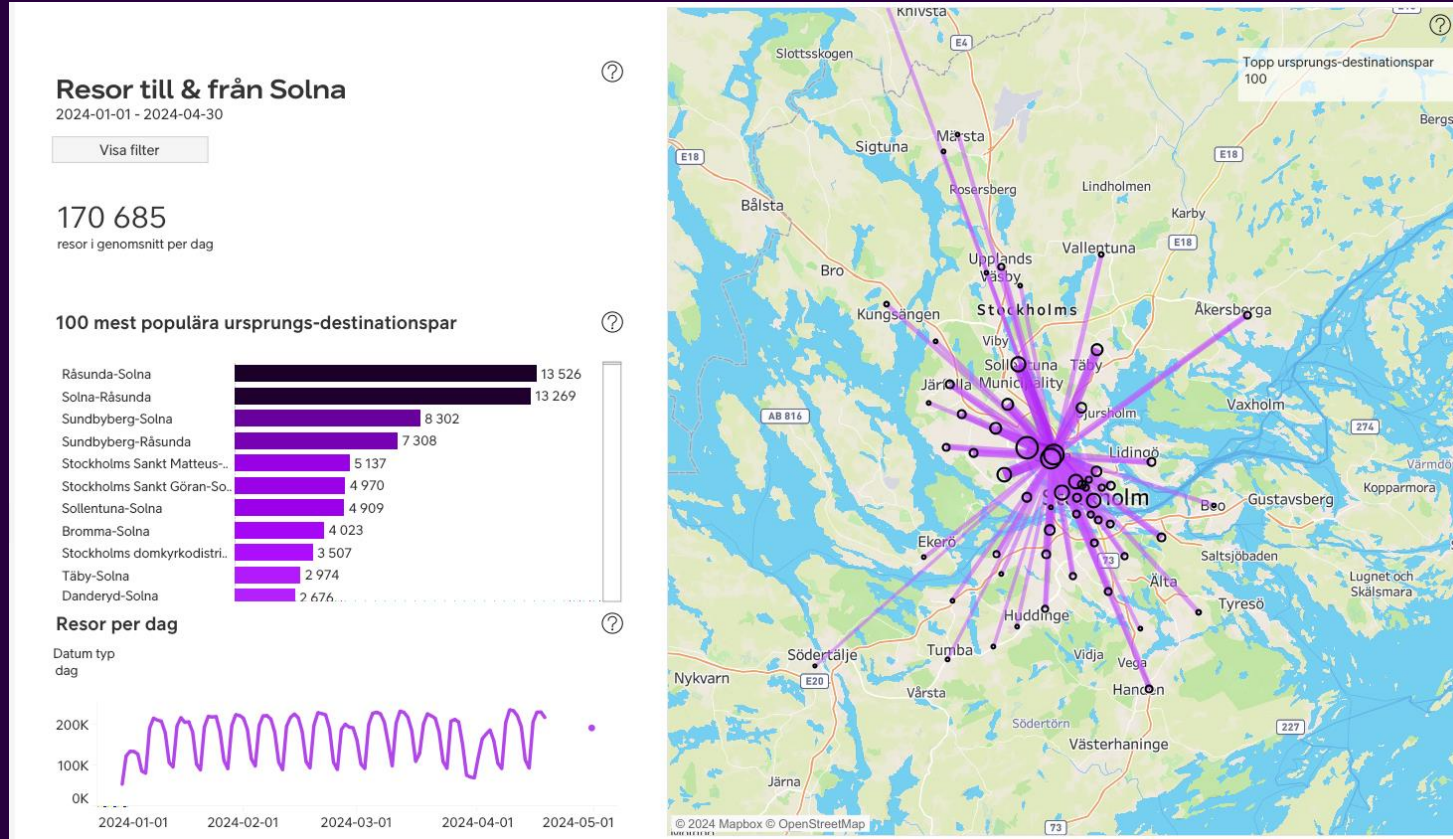 Resor till & från Solna
2024-01-01 - 2024-04-30
Visa filter
170 685
resor i genomsnitt per dag
100 mest populära ursprungs-destinationspar
Råsunda-Solna 13 526
Solna-Råsunda 13 269
Sundbyberg-Solna 8 302
Sundbyberg-Råsunda 7 308
Stockholms Sankt Matteus-.. 5 137
Stockholms Sankt Göran-So.. 4 970
Sollentuna-Solna 4 909
Bromma-Solna 4 023
Stockholms domkyrkodistri.. 3 507
Täby-Solna 2 974
Danderyd-Solna 2 676
Resor per dag
Datum typ
dag
200K
100K
0K
2024-01-01 2024-02-01 2024-03-01 2024-04-01 2024-05-01
?
?
?
?
Topp ursprungs-destinationspar
100
Knivsta
E4
Slottsskogen
Bergs
Märsta
Sigtuna
E18
E18
Rosersberg
Lindholmen
Bålsta
Karby
E18
Vallentuna
Upplands
Väsby
Bro
Kungsängen
Stockholms
Åkersberga
Viby
Sollentuna
Täby
Järfälla
Municipality
Djursholm
Vaxholm
AB 816
274
Lidingö
Värmdö
Kopparmora
Gustavsberg
Boo
holm
Ekerö
73
Saltsjöbaden
Älta
Lugnet och
Skälsmara
Tyresö
Huddinge
Södertälje
Tumba
Vidja
Vega
E20
Nykvarn
Vårsta
Handen
Södertörn
227
Västerhaninge
Järna
73
© 2024 Mapbox © OpenStreetMap